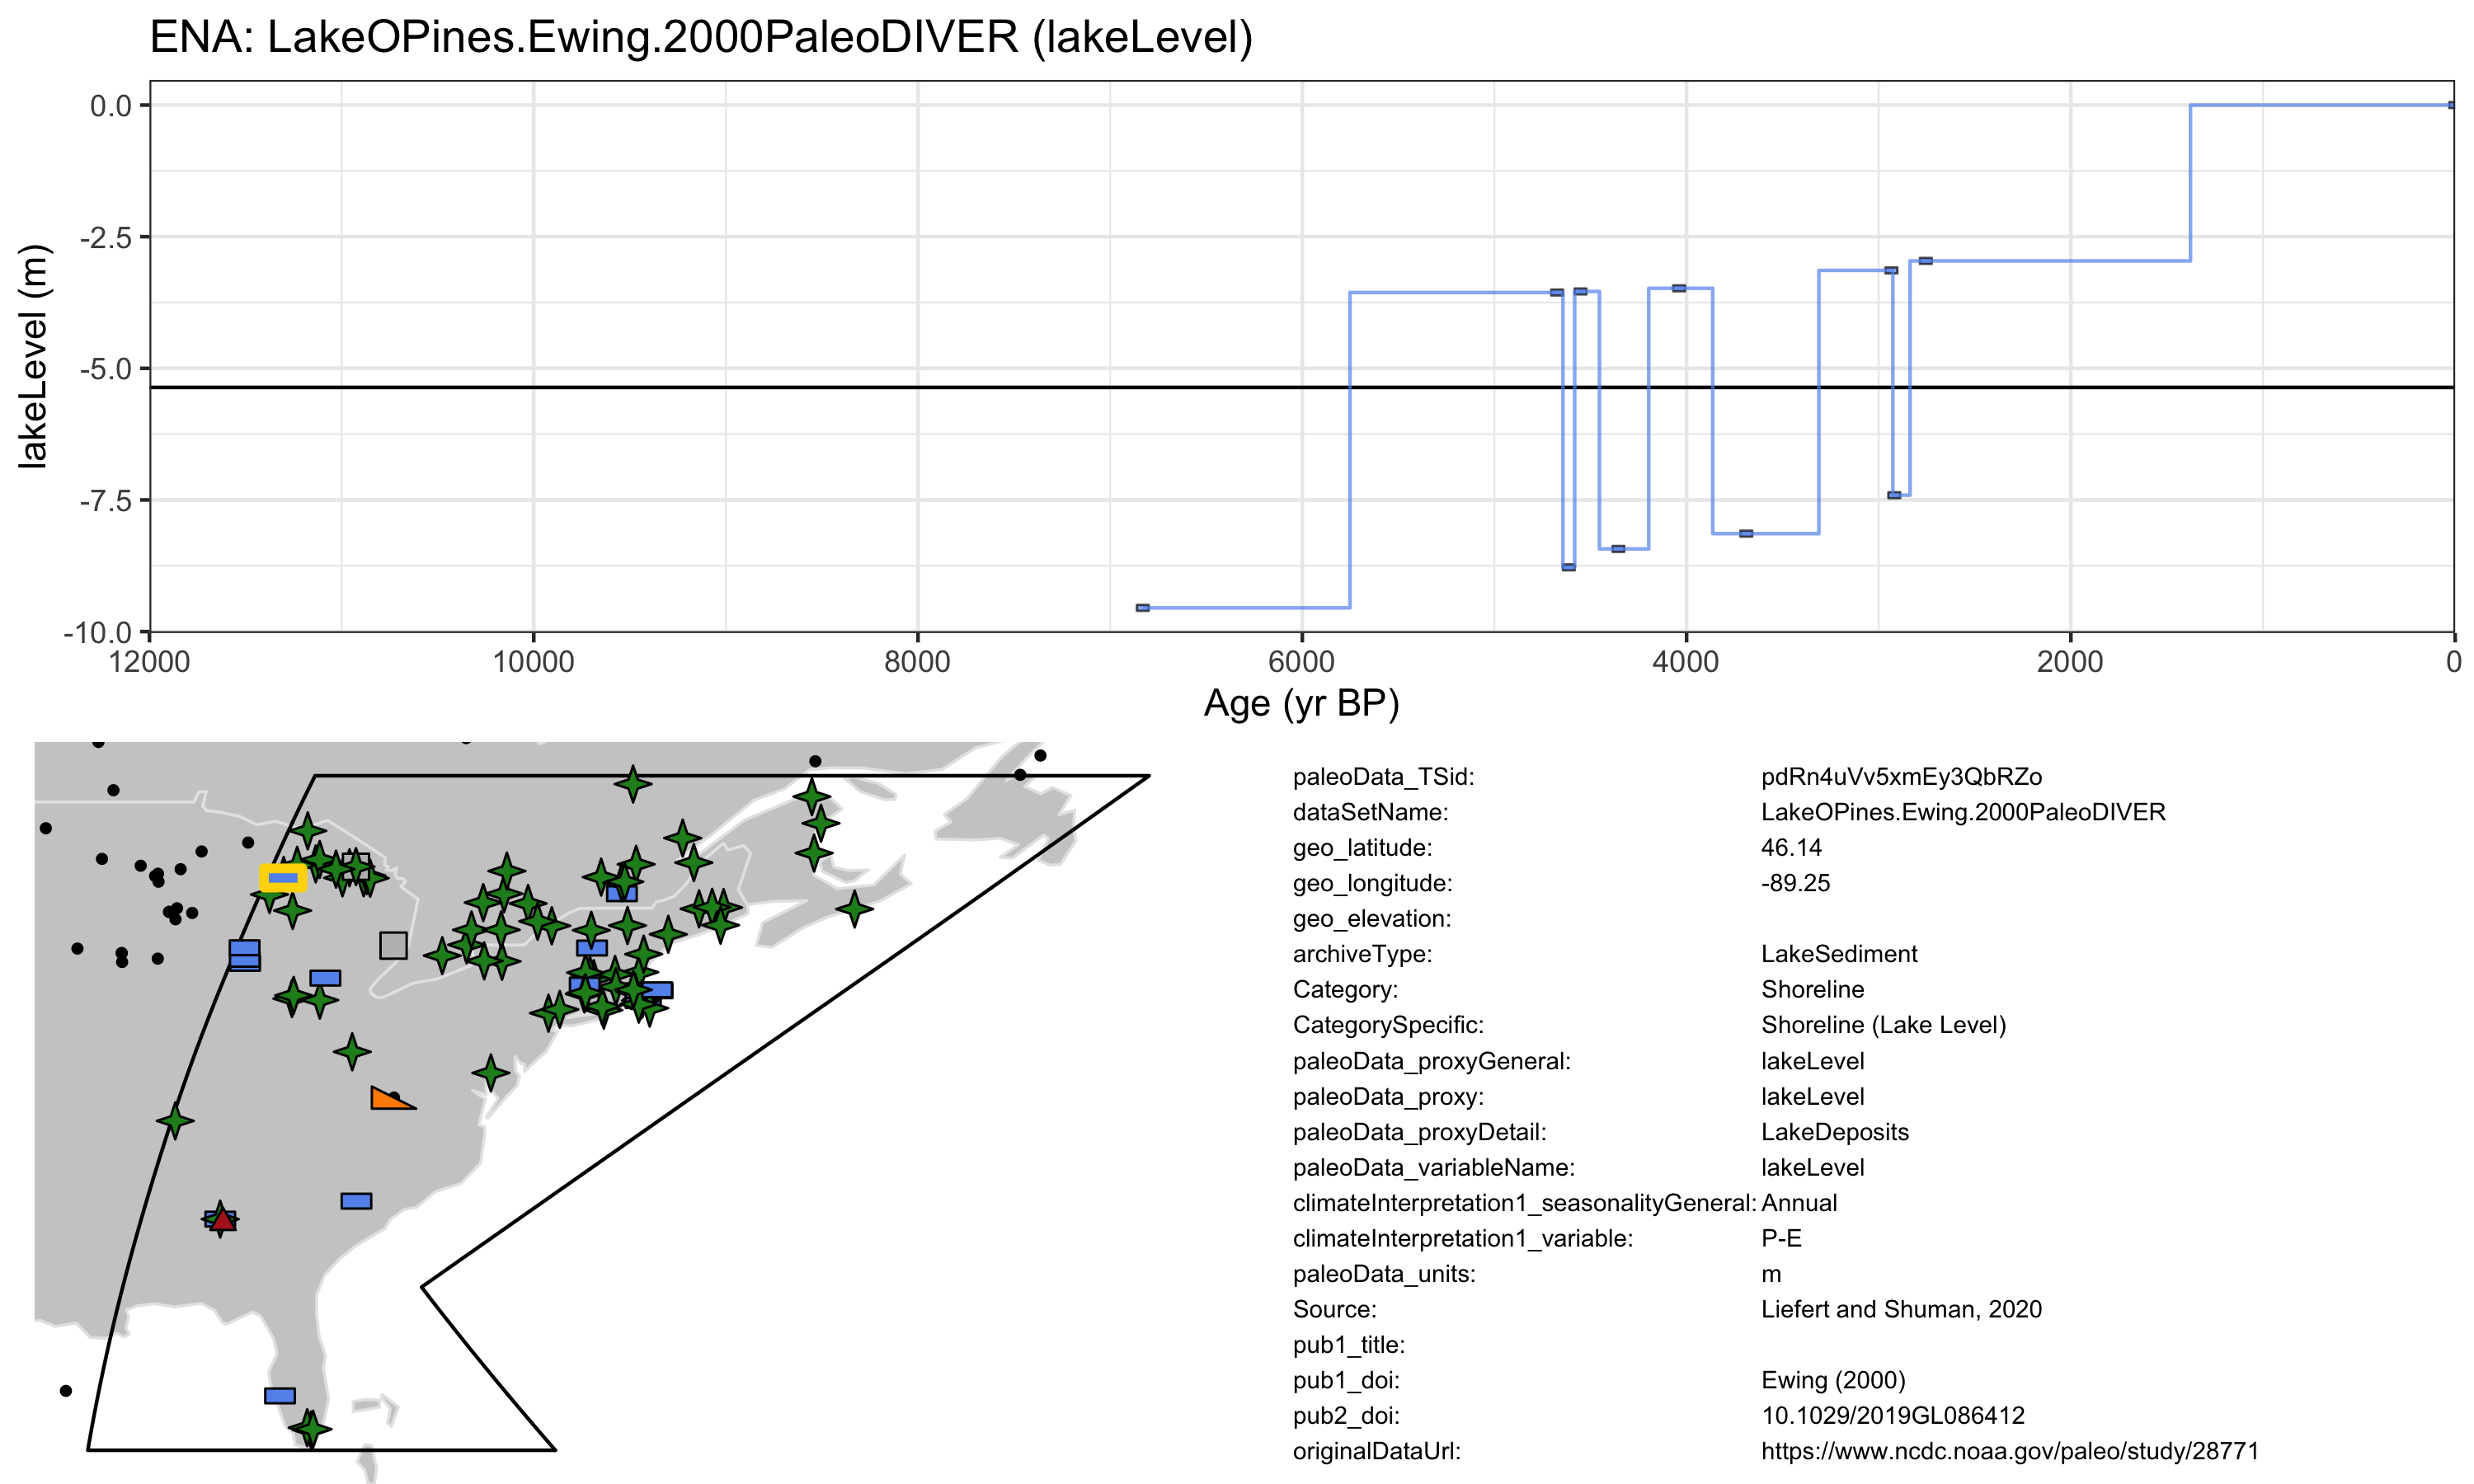 ENA: LakeOPines.Ewing.2000PaleoDIVER (lakeLevel)
lakeLevel (m)
0.0
-2.5
-5.0
-7.5
-10.0
12000 10000 8000 6000 4000 2000 0
Age (yr BP)
paleoData_TSid: pdRn4uVv5xmEy3QbRZo
dataSetName: LakeOPines.Ewing.2000PaleoDIVER
geo_latitude: 46.14
geo_longitude: -89.25
geo_elevation:
archiveType: LakeSediment
Category: Shoreline
CategorySpecific: Shoreline (Lake Level)
paleoData_proxyGeneral: lakeLevel
paleoData_proxy: lakeLevel
paleoData_proxyDetail: LakeDeposits
paleoData_variableName: lakeLevel
climateInterpretation1_seasonalityGeneral: Annual
climateInterpretation1_variable: P-E
paleoData_units: m
Source: Liefert and Shuman, 2020
pub1_title:
pub1_doi: Ewing (2000)
pub2_doi: 10.1029/2019GL086412
originalDataUrl: https://www.ncdc.noaa.gov/paleo/study/28771